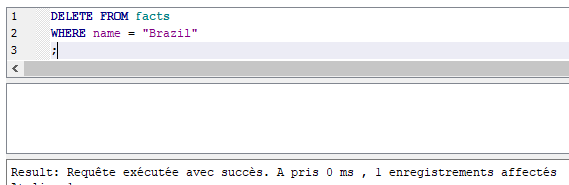 1 DELETE FROM facts
2 WHERE name = "Brazil"
3 ;
Result: Requête exécutée avec succès. A pris 0 ms , 1 enregistrements affectés